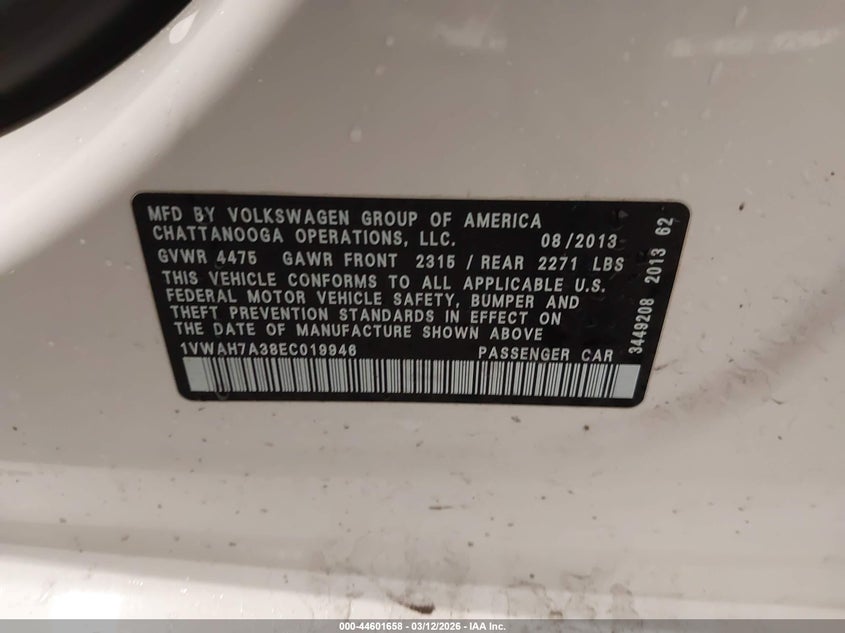 MFD BY VOLKSWAGEN GROUP OF AMERICA
CHATTANOOGA OPERATIONS, LLC. 08/2013
GVWR 4475 GAWR FRONT 2315 / REAR 2271 LBS
THIS VEHICLE CONFORMS TO ALL APPLICABLE U.S.
FEDERAL MOTOR VEHICLE SAFETY, BUMPER AND
THEFT PREVENTION STANDARDS IN EFFECT ON
THE DATE OF MANUFACTURE SHOWN ABOVE
1VWAH7A38EC019946 PASSENGER CAR
3449208 2013 62
000-44601658 - 03/12/2026 - IAA Inc.